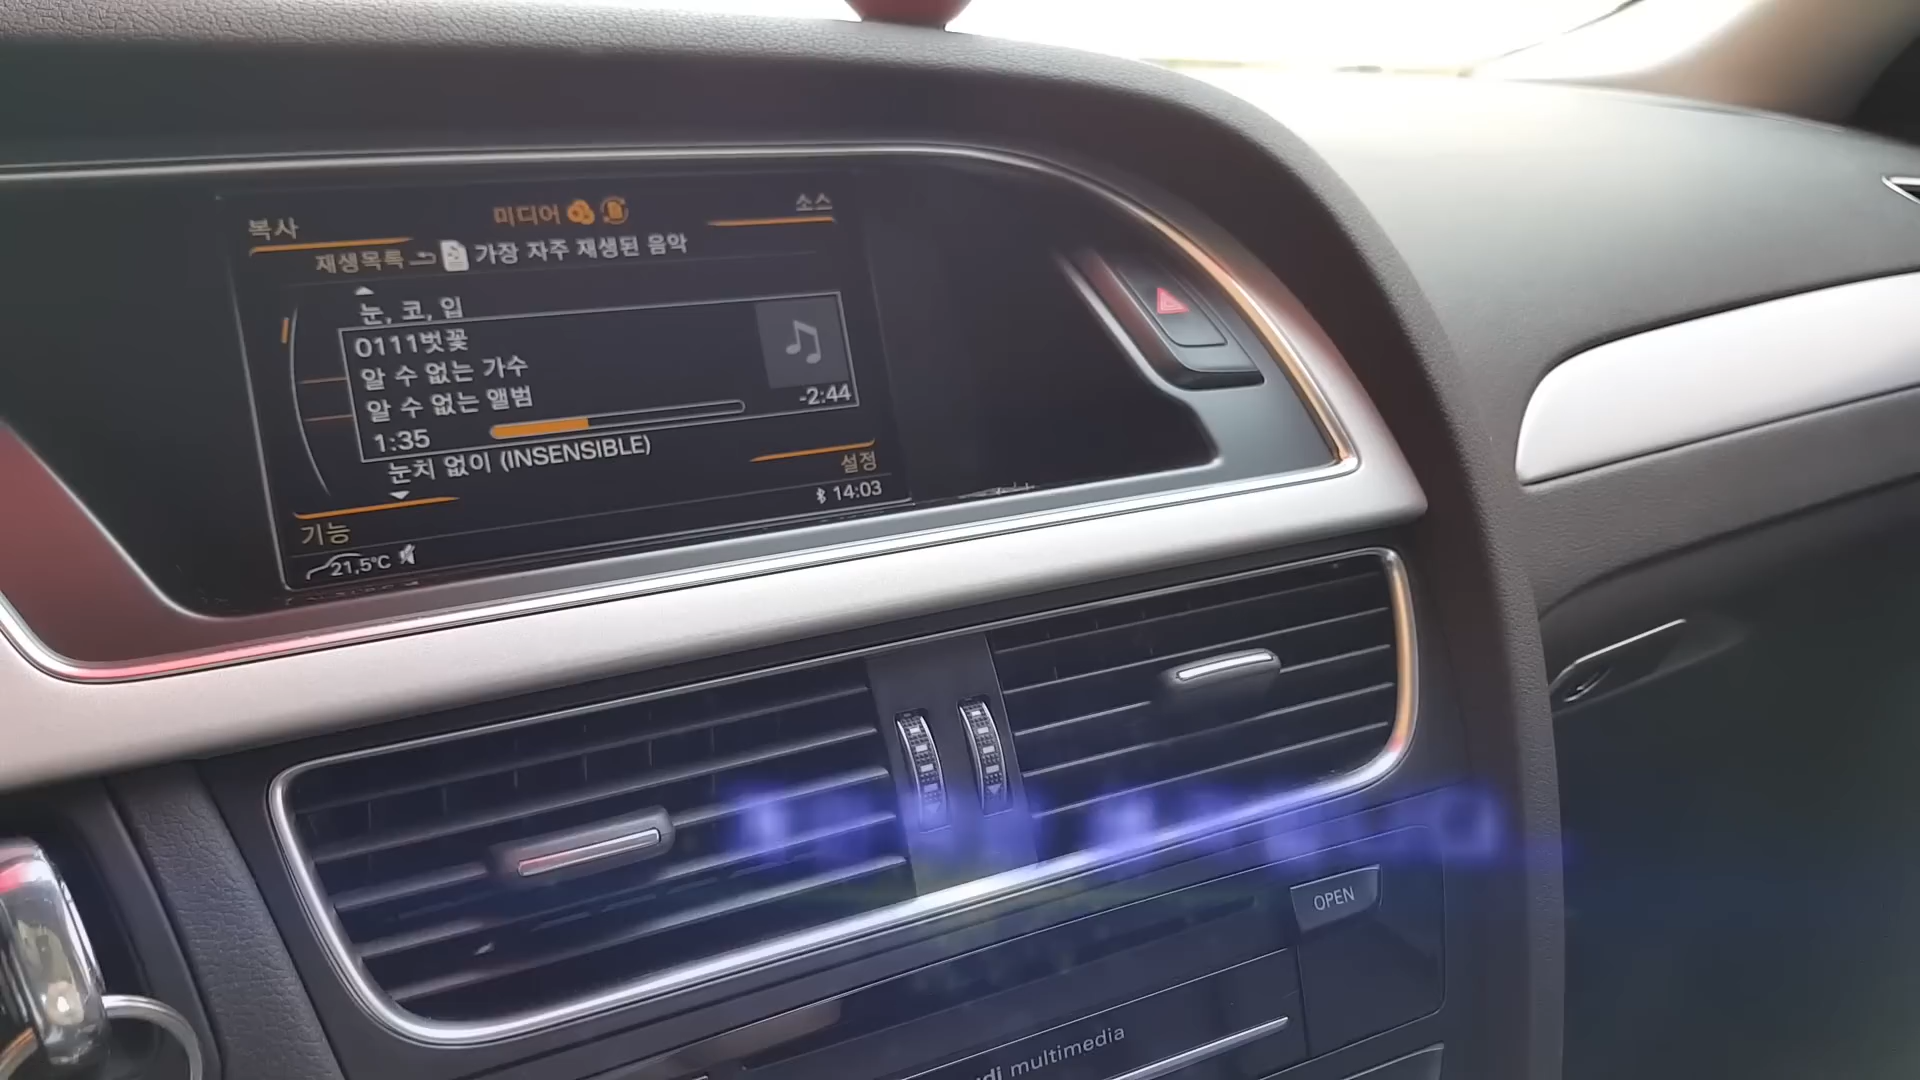 복사
미디어
소스
재생목록
가장 자주 재생된 음악
눈, 코, 입
0111벚꽃
알 수 없는 가수
알 수 없는 앨범
1:35
-2:44
눈치 없이 (INSENSIBLE)
설정
14:03
기능
21,5°C
OPEN
multimedia